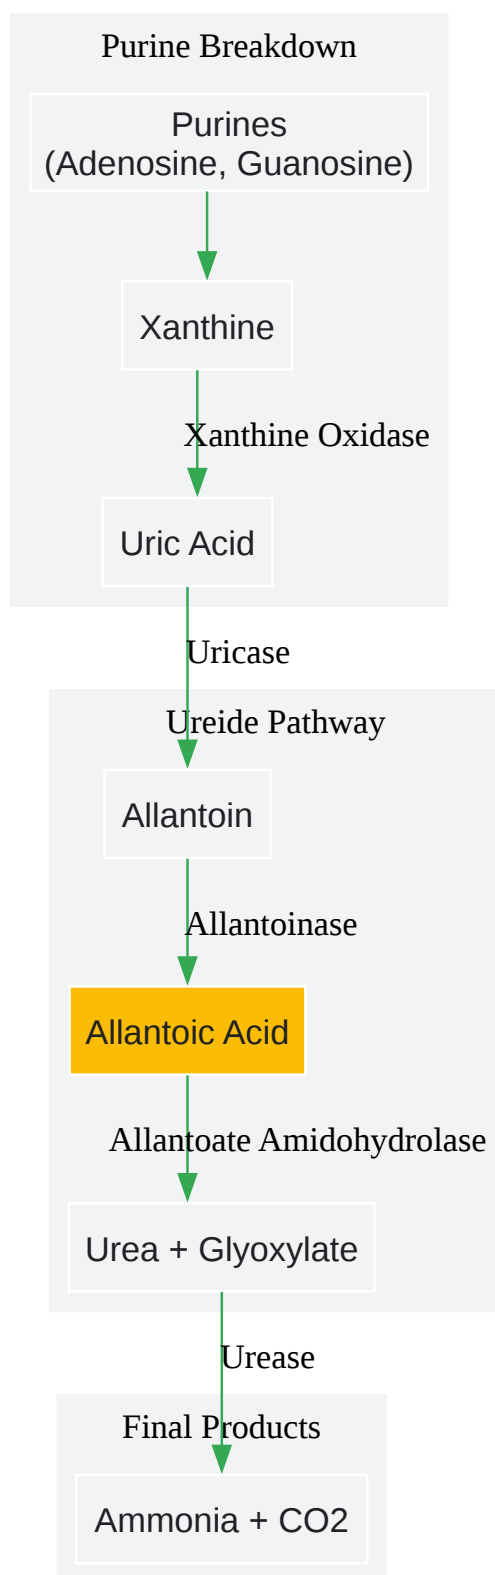 Purine Breakdown
Purines
(Adenosine, Guanosine)
Xanthine
Xanthine Oxidase
Uric Acid
Uricase
Ureide Pathway
Allantoin
Allantoinase
Allantoic Acid
Allantoate Amidohydrolase
Urea + Glyoxylate
Urease
Final Products
Ammonia + CO2